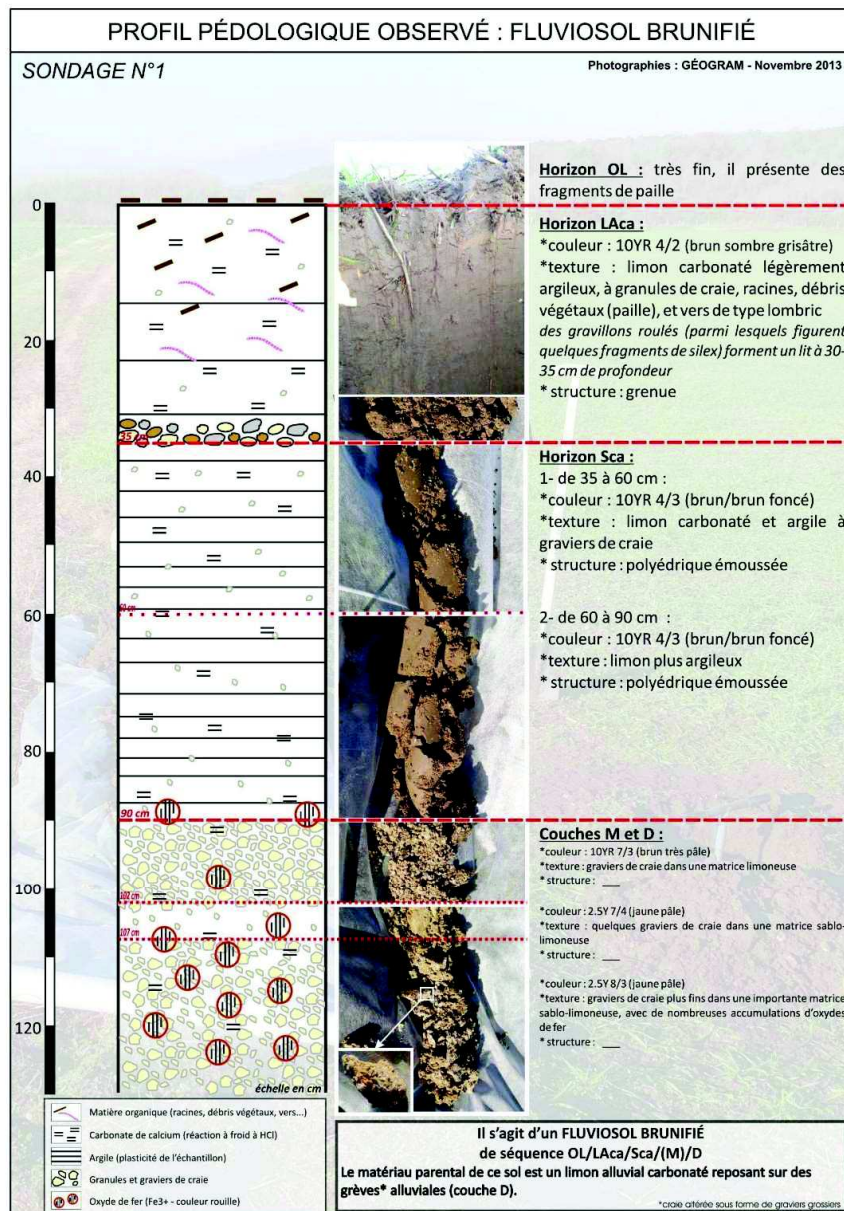 PROFIL PÉDOLOGIQUE OBSERVÉ : FLUVIOSOL BRUNIFIÉ
SONDAGE N°1
Photographies : GÉOGRAM - Novembre 2013
Horizon OL : très fin, il présente des
fragments de paille
0
Horizon LAca :
*couleur : 10YR 4/2 (brun sombre grisâtre)
*texture : limon carbonaté légèrement
argileux, à granules de craie, racines, débris
végétaux (paille), et vers de type lombric
des gravillons roulés (parmi lesquels figurent
quelques fragments de silex) forment un lit à 30-
35 cm de profondeur
* structure : grenue
20
35 cm
Horizon Sca :
1- de 35 à 60 cm :
*couleur : 10YR 4/3 (brun/brun foncé)
*texture : limon carbonaté et argile à
graviers de craie
* structure : polyédrique émoussée
40
60 cm
60
2- de 60 à 90 cm :
*couleur : 10YR 4/3 (brun/brun foncé)
*texture : limon plus argileux
* structure : polyédrique émoussée
80
90 cm
Couches M et D :
*couleur : 10YR 7/3 (brun très pâle)
*texture : graviers de craie dans une matrice limoneuse
* structure : ___
100
102 cm
*couleur : 2.5Y 7/4 (jaune pâle)
*texture : quelques graviers de craie dans une matrice sablo-
limoneuse
* structure : ___
107 cm
*couleur : 2.5Y 8/3 (jaune pâle)
*texture : graviers de craie plus fins dans une importante matrice
sablo-limoneuse, avec de nombreuses accumulations d'oxydes
de fer
* structure : ___
120
échelle en cm
Matière organique (racines, débris végétaux, vers...)
Carbonate de calcium (réaction à froid à HCl)
Argile (plasticité de l'échantillon)
Granules et graviers de craie
Oxyde de fer (Fe3+ - couleur rouille)
Il s'agit d'un FLUVIOSOL BRUNIFIÉ
de séquence OL/LAca/Sca/(M)/D
Le matériau parental de ce sol est un limon alluvial carbonaté reposant sur des
grèves* alluviales (couche D).
*craie altérée sous forme de graviers grossiers